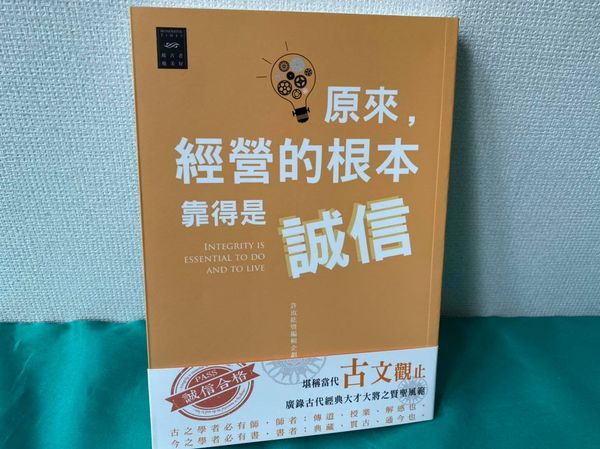 原來，
經營的根本
靠得是
誠信
INTEGRITY IS
ESSENTIAL TO DO
AND TO LIVE
PASS
誠信合格
堪稱當代 古文觀止
廣錄古代經典大才大將之賢聖風範
古之學者必有師，師者：傳道、授業、解惑也、
今之學者必有書，書者：典藏、貫古、通今也、